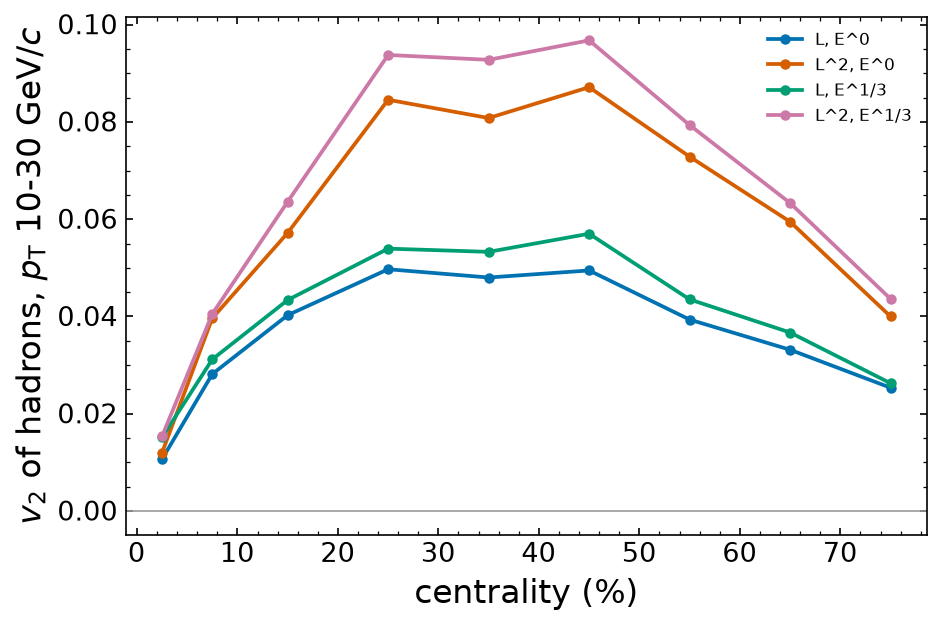 v2 of hadrons, pT 10-30 GeV/c
0.10
0.08
0.06
0.04
0.02
0.00
L, E^0
L^2, E^0
L, E^1/3
L^2, E^1/3
0 10 20 30 40 50 60 70
centrality (%)